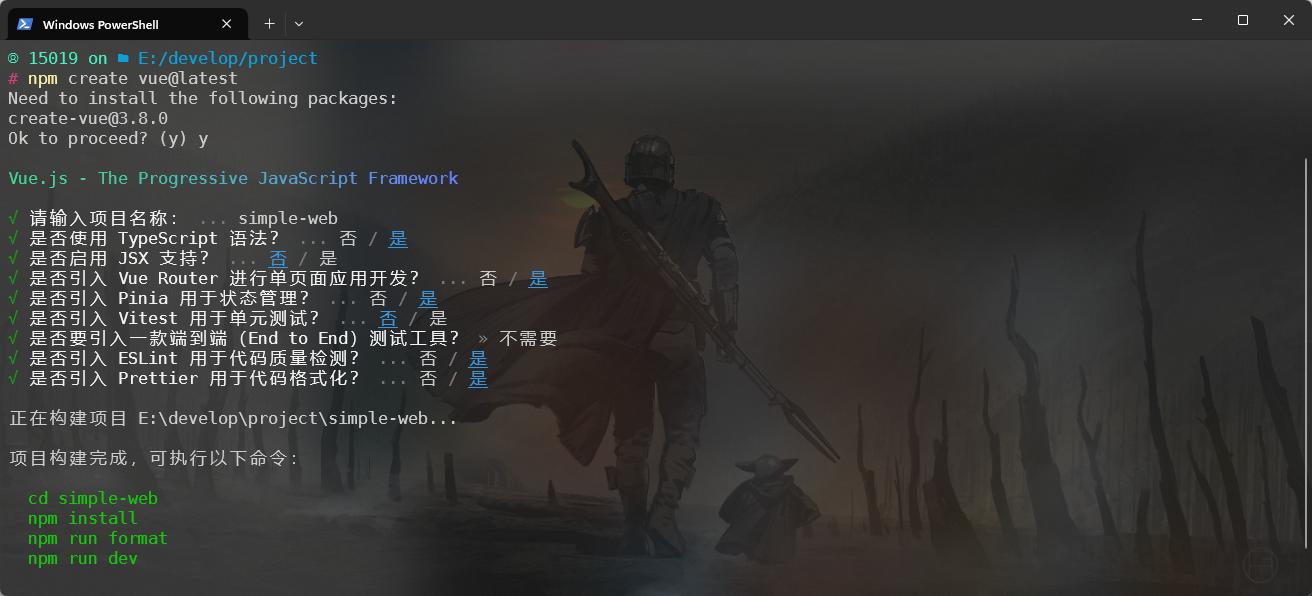 Windows PowerShell
15019 on E:/develop/project
# npm create vue@latest
Need to install the following packages:
create-vue@3.8.0
Ok to proceed? (y) y
Vue.js - The Progressive JavaScript Framework
√ 请输入项目名称： ... simple-web
√ 是否使用 TypeScript 语法？ ... 否 / 是
√ 是否启用 JSX 支持？ ... 否 / 是
√ 是否引入 Vue Router 进行单页面应用开发？ ... 否 / 是
√ 是否引入 Pinia 用于状态管理？ ... 否 / 是
√ 是否引入 Vitest 用于单元测试？ ... 否 / 是
√ 是否要引入一款端到端（End to End）测试工具？ » 不需要
√ 是否引入 ESLint 用于代码质量检测？ ... 否 / 是
√ 是否引入 Prettier 用于代码格式化？ ... 否 / 是
正在构建项目 E:\develop\project\simple-web...
项目构建完成，可执行以下命令：
cd simple-web
npm install
npm run format
npm run dev